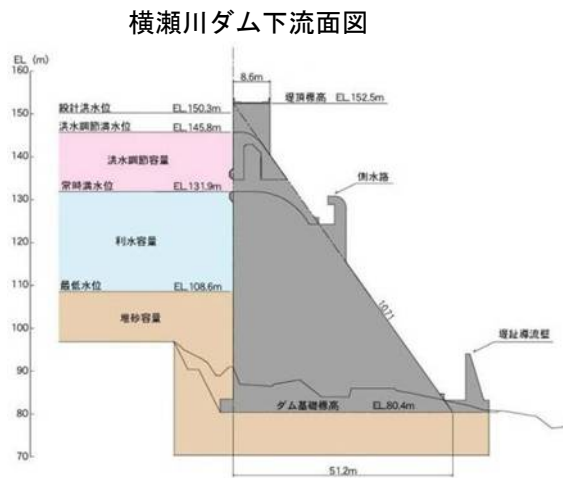 横瀬川ダム下流面図
EL (m)
160
150
140
130
120
110
100
90
80
70
8.6m
堤頂標高 EL.152.5m
設計洪水位 EL.150.3m
洪水調節満水位 EL.145.8m
洪水調節容量
常時満水位 EL.131.9m
側水路
利水容量
最低水位 EL.108.6m
堆砂容量
堤趾導流壁
ダム基礎標高 EL.80.4m
51.2m